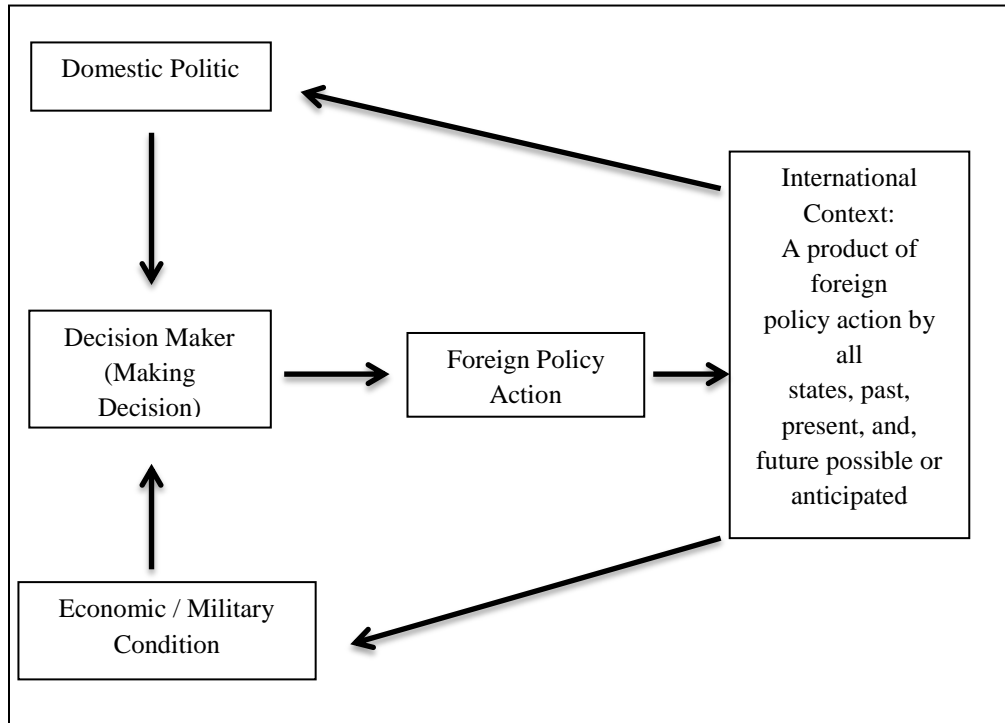 Domestic Politic
International
Context:
A product of
foreign
policy action by
all
states, past,
present, and,
future possible or
anticipated
Decision Maker
(Making
Decision)
Foreign Policy
Action
Economic / Military
Condition